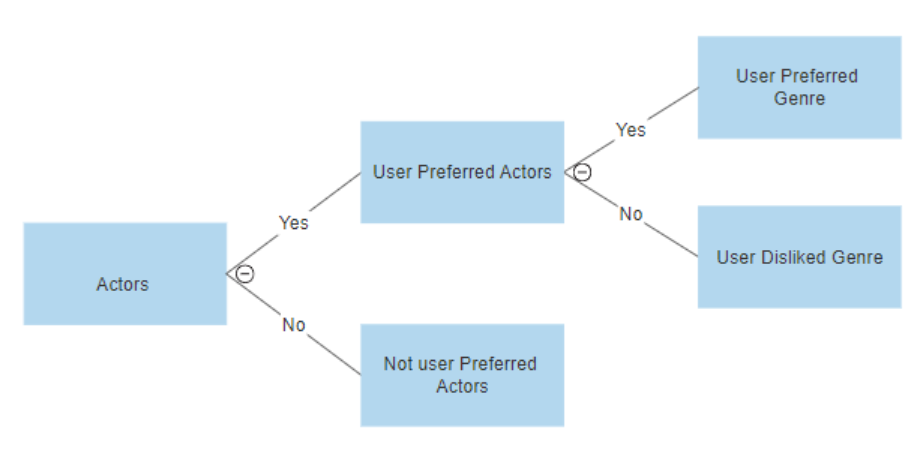 User Preferred
Genre
Yes
User Preferred Actors
No
User Disliked Genre
Yes
Actors
No
Not user Preferred
Actors